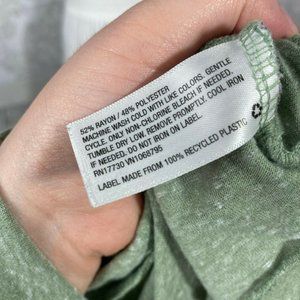 52% RAYON / 48% POLYESTER
MACHINE WASH COLD WITH LIKE COLORS. GENTLE
CYCLE. ONLY NON-CHLORINE BLEACH IF NEEDED.
TUMBLE DRY LOW. REMOVE PROMPTLY. COOL IRON
IF NEEDED. DO NOT IRON ON LABEL.
RN17730 VN1068795
LABEL MADE FROM 100% RECYCLED PLASTIC